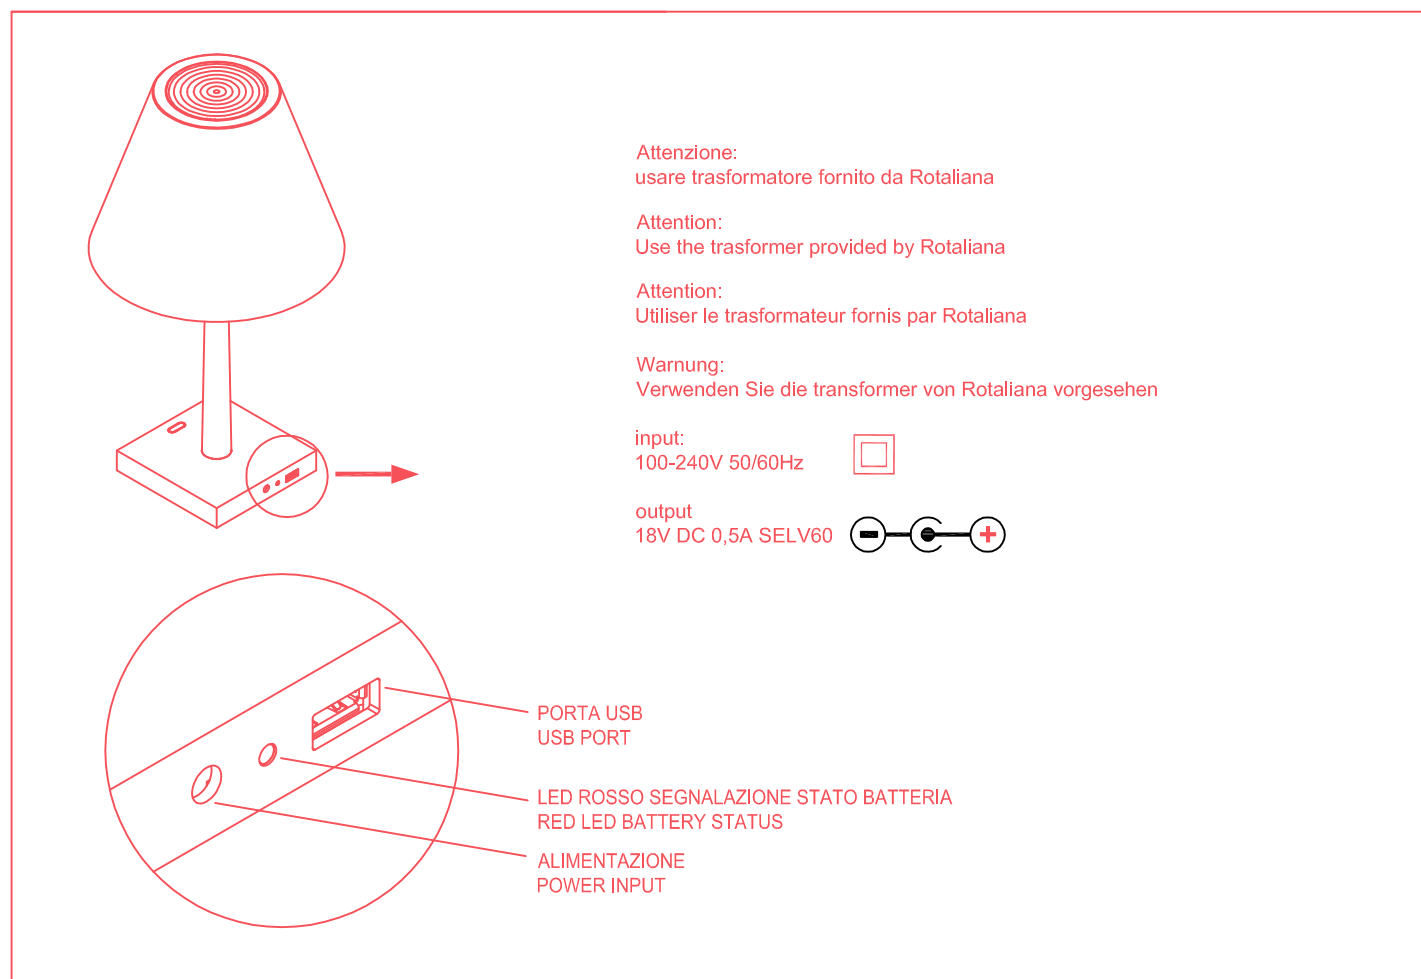 Attenzione:
usare trasformatore fornito da Rotaliana
Attention:
Use the trasformer provided by Rotaliana
Attention:
Utiliser le trasformateur fornis par Rotaliana
Warnung:
Verwenden Sie die transformer von Rotaliana vorgesehen
input:
100-240V 50/60Hz
output
18V DC 0,5A SELV60
PORTA USB
USB PORT
LED ROSSO SEGNALAZIONE STATO BATTERIA
RED LED BATTERY STATUS
ALIMENTAZIONE
POWER INPUT